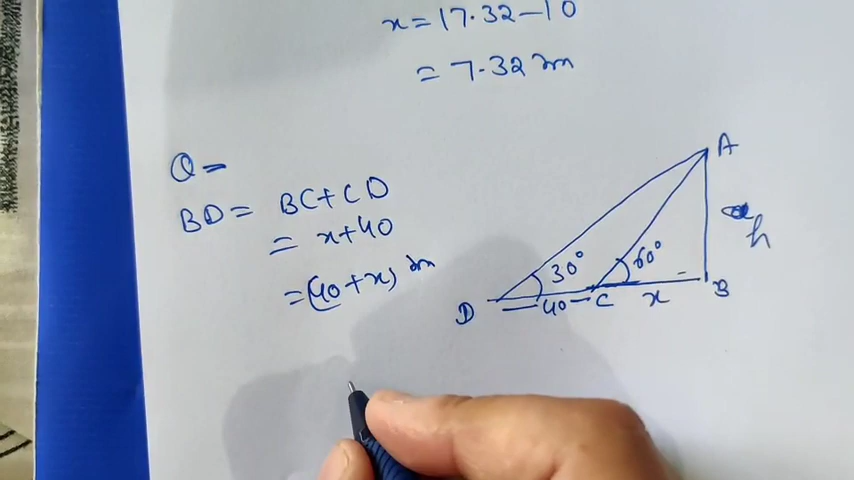 x = 17.32 - 10
= 7.32 m
Q =
BD = BC + CD
= x + 40
= (40 + x) m
A
h
30°
60°
D
40
C
x
B